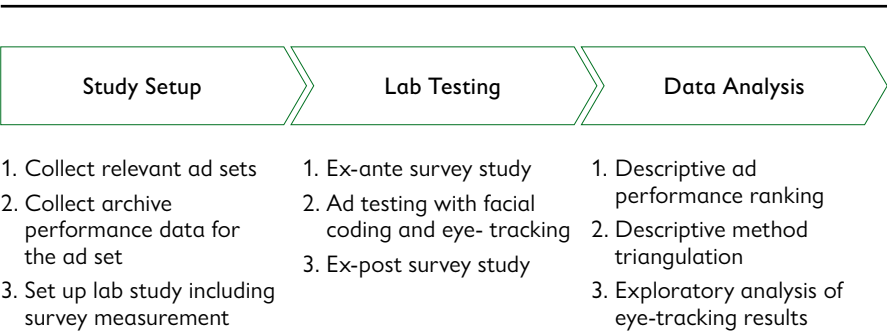 Study Setup
Lab Testing
Data Analysis
1. Collect relevant ad sets
2. Collect archive
performance data for
the ad set
3. Set up lab study including
survey measurement
1. Ex-ante survey study
2. Ad testing with facial
coding and eye- tracking
3. Ex-post survey study
1. Descriptive ad
performance ranking
2. Descriptive method
triangulation
3. Exploratory analysis of
eye-tracking results